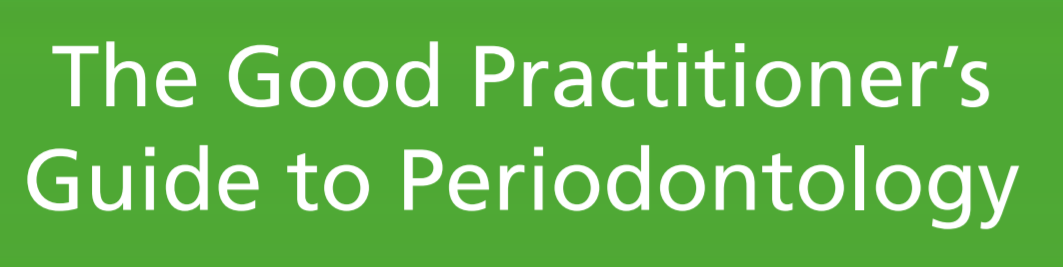 The Good Practitioner’s
Guide to Periodontology